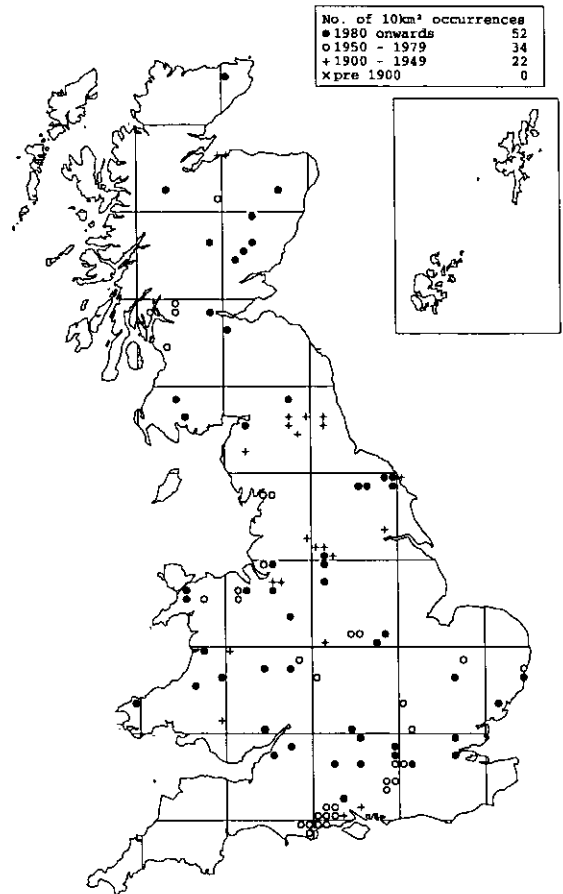 No. of 10km² occurrences
● 1980 onwards 52
○ 1950 - 1979 34
+ 1900 - 1949 22
× pre 1900 0